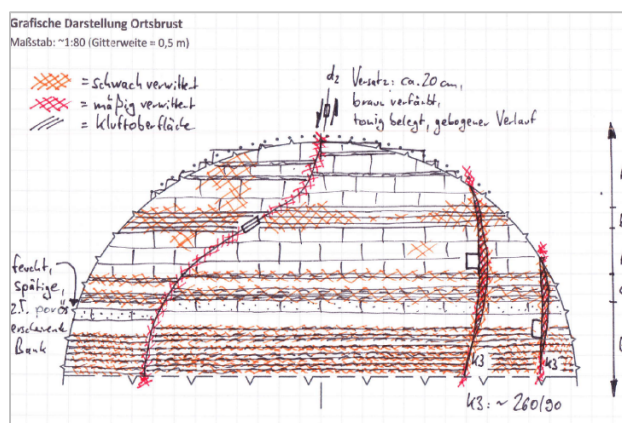 Grafische Darstellung Ortsbrust
Maßstab: ~1:80 (Gitterweite = 0,5 m)
= schwach verwittert
= mäßig verwittert
= Kluftoberfläche
d2 Versatz: ca. 20 cm,
braun verfärbt,
tonig belegt, gebogener Verlauf
feucht,
spätige,
z.T. porös
erscheinende
Bank
K3
K3
K3: ~ 260/90